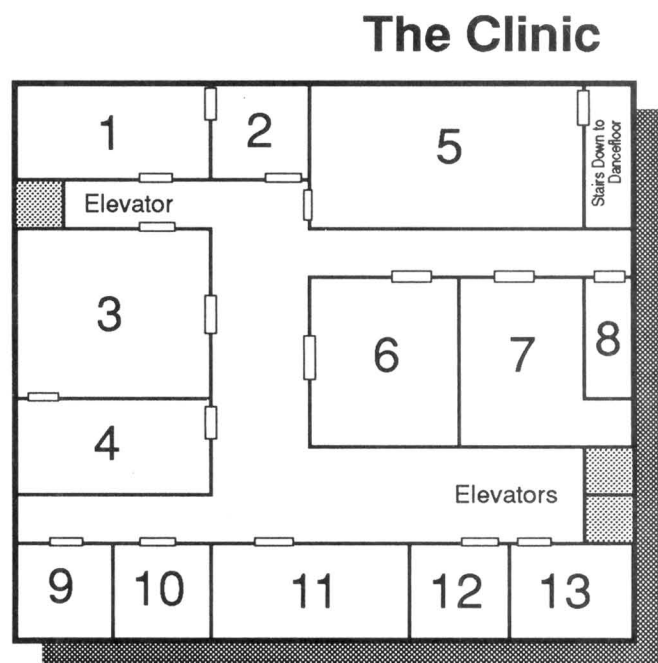 The Clinic
1
2
5
Stairs Down to
Dancefloor
Elevator
3
6
7
8
4
Elevators
9
10
11
12
13